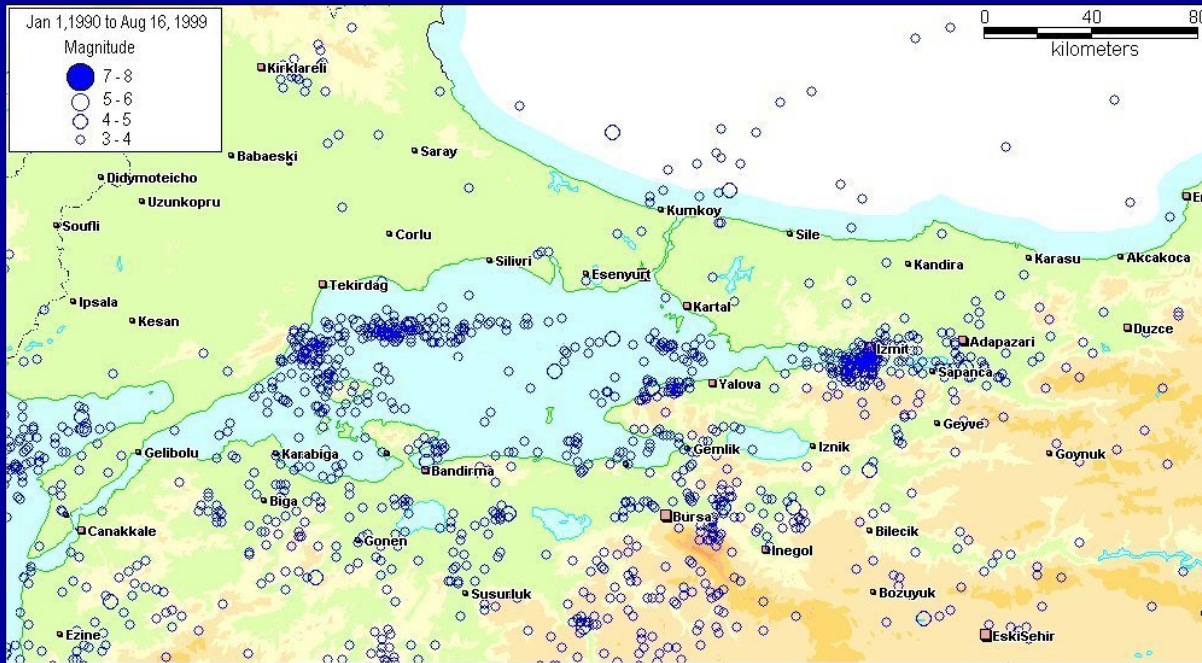 Jan 1,1990 to Aug 16, 1999
Magnitude
7 - 8
5 - 6
4 - 5
3 - 4
0 40 80
kilometers
Kirklareli
Babaeski
Saray
Didymoteicho
Uzunkopru
Soufli
Kumkoy
Corlu
Sile
Silivri
Esenyurt
Kandira
Karasu
Akcakoca
Tekirdag
Ipsala
Kesan
Kartal
Duzce
Adapazari
Izmit
Sapanca
Yalova
Geyve
Gelibolu
Karabiga
Gemlik
Iznik
Goynuk
Bandirma
Biga
Canakkale
Bursa
Gonen
Inegol
Bilecik
Susurluk
Bozuyuk
Ezine
EskiSehir